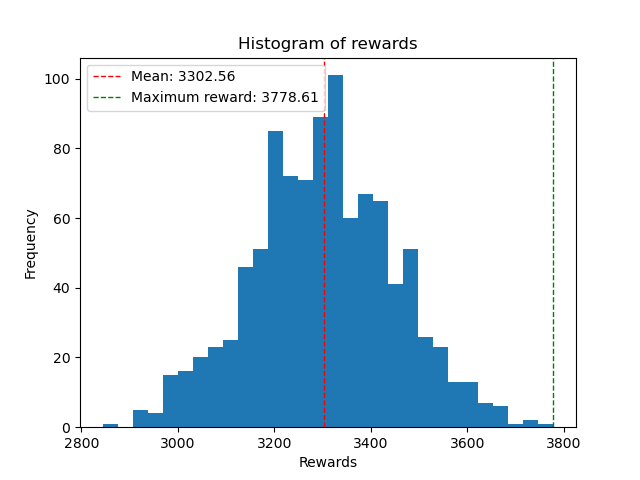 Histogram of rewards
Mean: 3302.56
Maximum reward: 3778.61
100
80
60
40
20
0
Frequency
2800 3000 3200 3400 3600 3800
Rewards